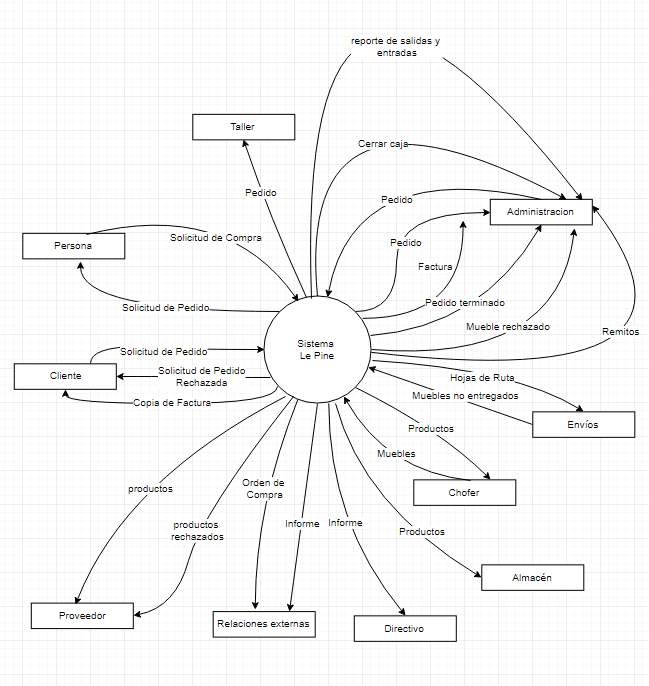 reporte de salidas y
entradas
Taller
Cerrar caja
Pedido
Pedido
Administracion
Persona
Solicitud de Compra
Pedido
Factura
Solicitud de Pedido
Pedido terminado
Mueble rechazado
Remitos
Sistema
Le Pine
Solicitud de Pedido
Cliente
Solicitud de Pedido
Rechazada
Copia de Factura
Hojas de Ruta
Muebles no entregados
Envíos
Productos
Muebles
Chofer
productos
Orden de
Compra
productos
rechazados
Informe
Informe
Productos
Almacén
Proveedor
Relaciones externas
Directivo